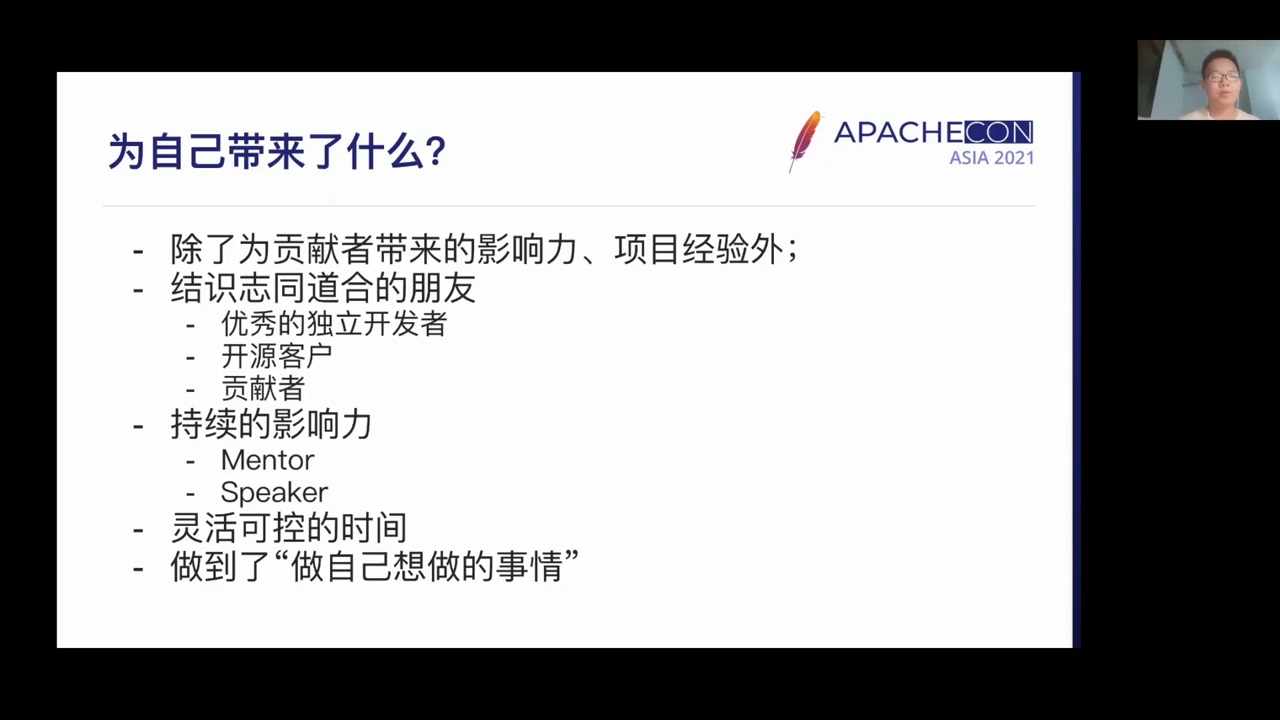 为自己带来了什么?
APACHECON
ASIA 2021
- 除了为贡献者带来的影响力、项目经验外；
- 结识志同道合的朋友
- 优秀的独立开发者
- 开源客户
- 贡献者
- 持续的影响力
- Mentor
- Speaker
- 灵活可控的时间
- 做到了“做自己想做的事情”